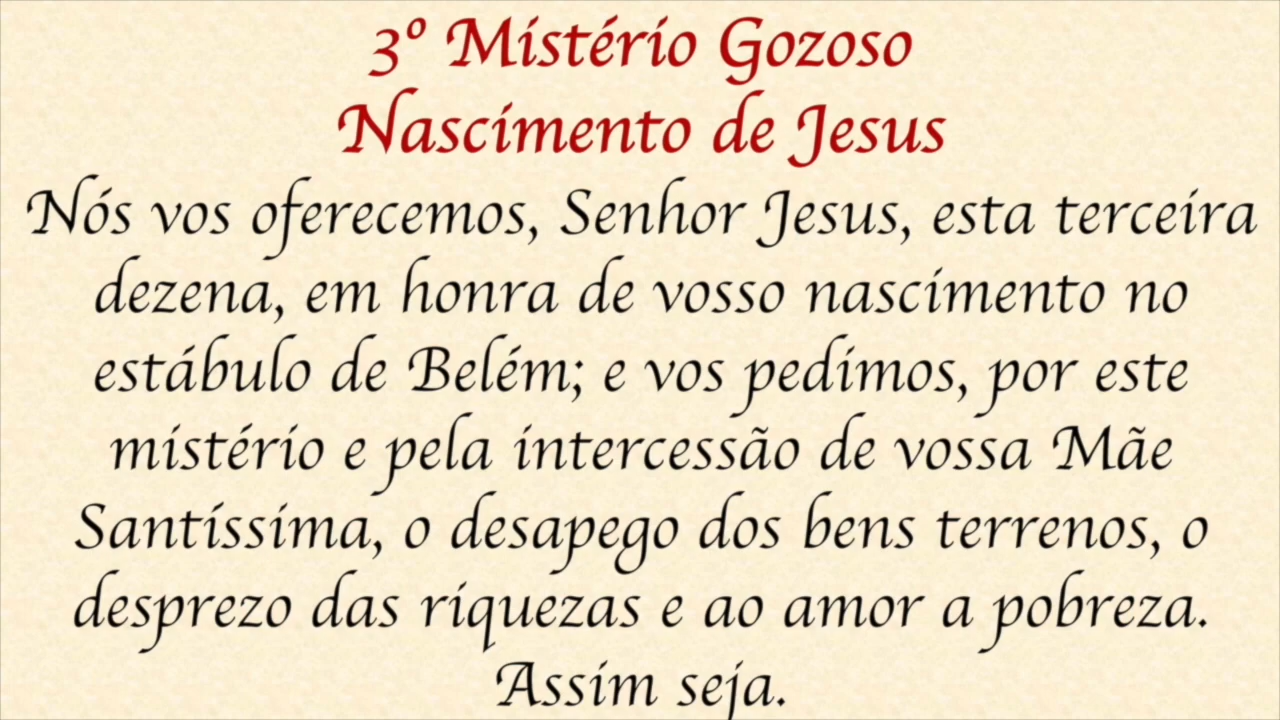 3º Mistério Gozoso
Nascimento de Jesus
Nós vos oferecemos, Senhor Jesus, esta terceira
dezena, em honra de vosso nascimento no
estábulo de Belém; e vos pedimos, por este
mistério e pela intercessão de vossa Mãe
Santíssima, o desapego dos bens terrenos, o
desprezo das riquezas e ao amor a pobreza.
Assim seja.